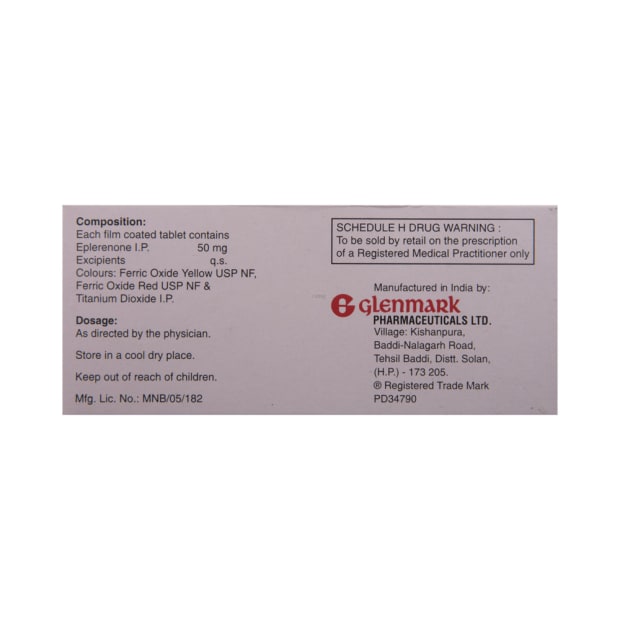 Composition:
Each film coated tablet contains
Eplerenone I.P. 50 mg
Excipients q.s.
Colours: Ferric Oxide Yellow USP NF,
Ferric Oxide Red USP NF &
Titanium Dioxide I.P.
Dosage:
As directed by the physician.
Store in a cool dry place.
Keep out of reach of children.
Mfg. Lic. No.: MNB/05/182
SCHEDULE H DRUG WARNING :
To be sold by retail on the prescription
of a Registered Medical Practitioner only
Manufactured in India by:
glenmark
PHARMACEUTICALS LTD.
Village: Kishanpura,
Baddi-Nalagarh Road,
Tehsil Baddi, Distt. Solan,
(H.P.) - 173 205.
® Registered Trade Mark
PD34790